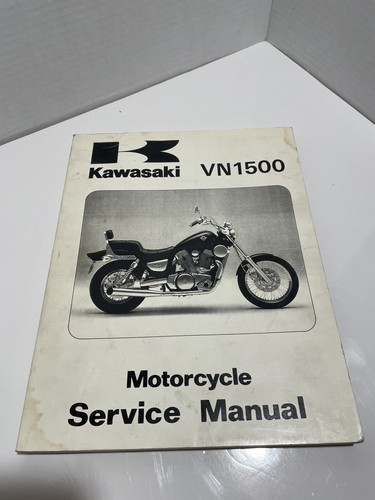 Kawasaki VN1500
Motorcycle
Service Manual